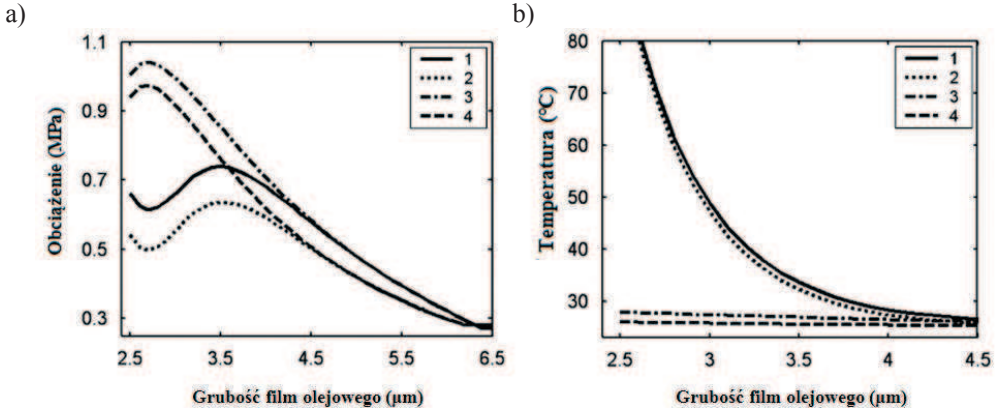 a)
1.1
0.9
0.7
0.5
0.3
Obciążenie (MPa)
1
2
3
4
2.5 3.5 4.5 5.5 6.5
Grubość film olejowego (μm)
b)
80
70
60
50
40
30
Temperatura (°C)
1
2
3
4
2.5 3 3.5 4 4.5
Grubość film olejowego (μm)